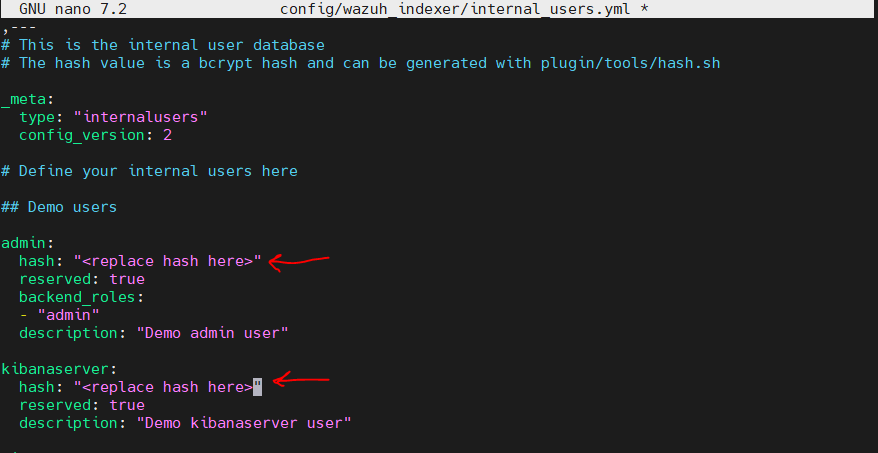 GNU nano 7.2 config/wazuh_indexer/internal_users.yml *
,---
# This is the internal user database
# The hash value is a bcrypt hash and can be generated with plugin/tools/hash.sh
_meta:
type: "internalusers"
config_version: 2
# Define your internal users here
## Demo users
admin:
hash: "<replace hash here>"
reserved: true
backend_roles:
- "admin"
description: "Demo admin user"
kibanaserver:
hash: "<replace hash here>"
reserved: true
description: "Demo kibanaserver user"